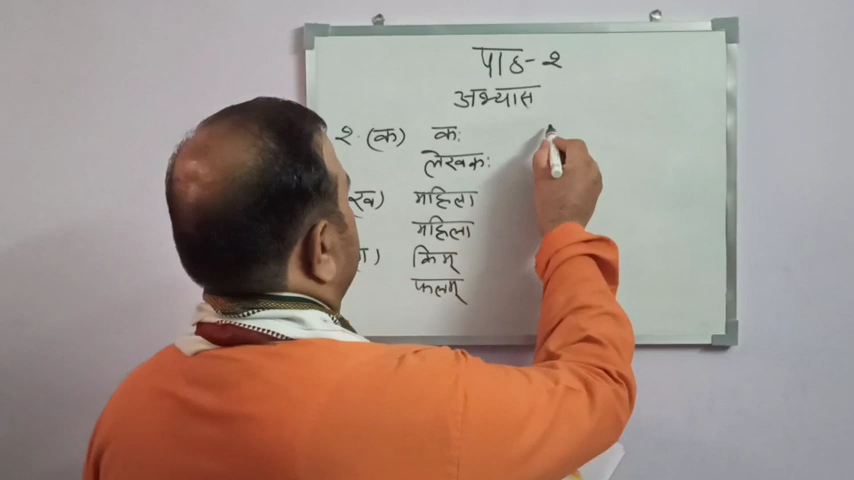 पाठ-२
अभ्यास
२. (क) कः
लेखकः
ख) महिला
महिला
ग) किम्
फलम्